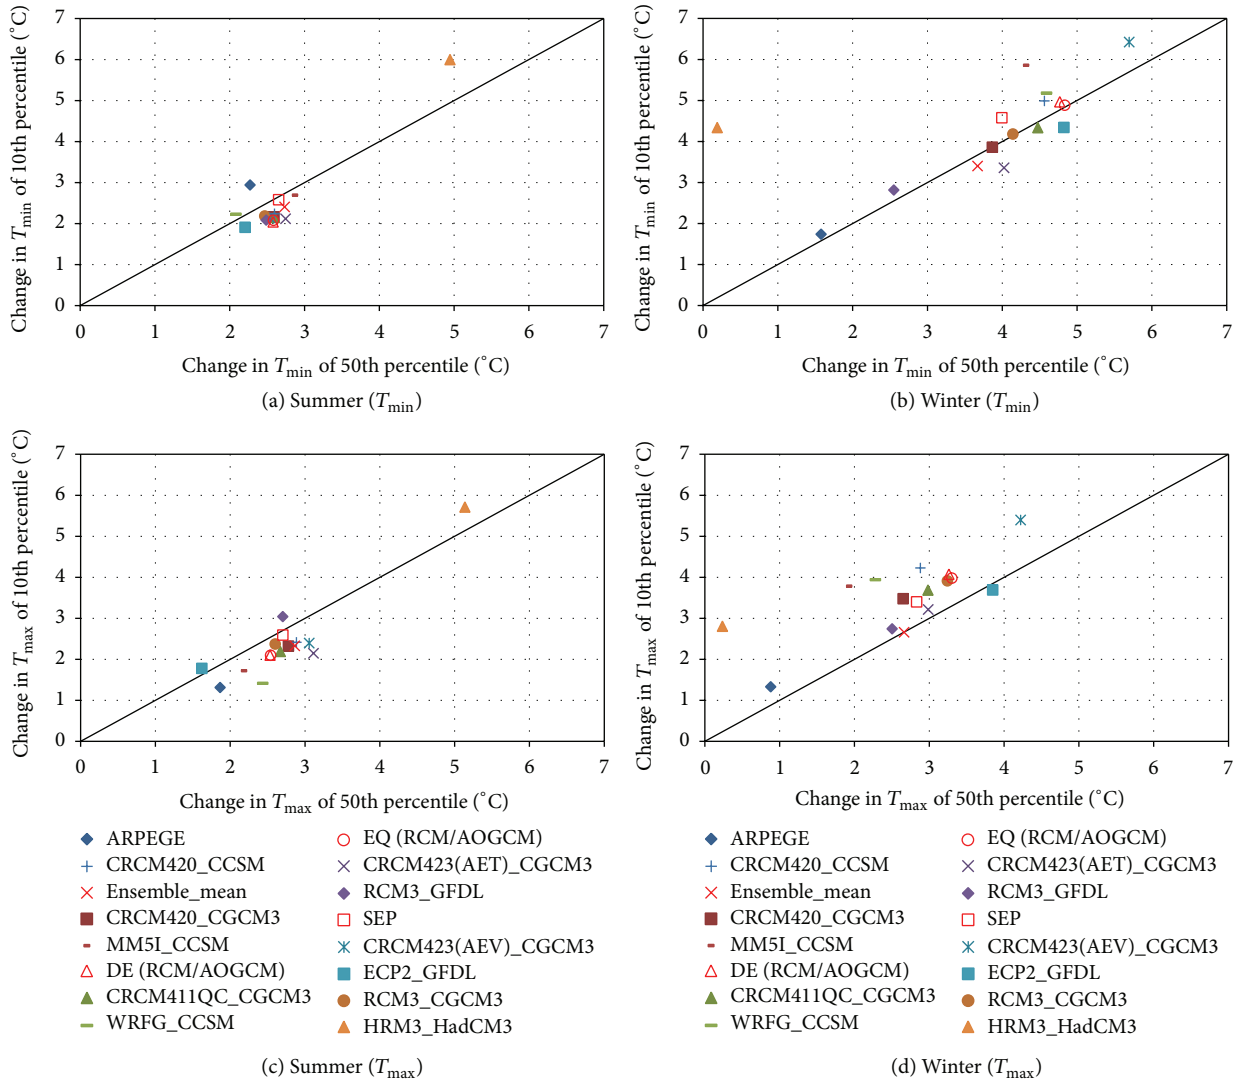 Change in Tmin of 10th percentile (˚C)
7
6
5
4
3
2
1
0
0 1 2 3 4 5 6 7
Change in Tmin of 50th percentile (˚C)
(a) Summer (Tmin)
Change in Tmin of 10th percentile (˚C)
7
6
5
4
3
2
1
0
0 1 2 3 4 5 6 7
Change in Tmin of 50th percentile (˚C)
(b) Winter (Tmin)
Change in Tmax of 10th percentile (˚C)
7
6
5
4
3
2
1
0
0 1 2 3 4 5 6 7
Change in Tmax of 50th percentile (˚C)
ARPEGE
CRCM420_CCSM
Ensemble_mean
CRCM420_CGCM3
MM5I_CCSM
DE (RCM/AOGCM)
CRCM411QC_CGCM3
WRFG_CCSM
EQ (RCM/AOGCM)
CRCM423(AET)_CGCM3
RCM3_GFDL
SEP
CRCM423(AEV)_CGCM3
ECP2_GFDL
RCM3_CGCM3
HRM3_HadCM3
(c) Summer (Tmax)
Change in Tmax of 10th percentile (˚C)
7
6
5
4
3
2
1
0
0 1 2 3 4 5 6 7
Change in Tmax of 50th percentile (˚C)
ARPEGE
CRCM420_CCSM
Ensemble_mean
CRCM420_CGCM3
MM5I_CCSM
DE (RCM/AOGCM)
CRCM411QC_CGCM3
WRFG_CCSM
EQ (RCM/AOGCM)
CRCM423(AET)_CGCM3
RCM3_GFDL
SEP
CRCM423(AEV)_CGCM3
ECP2_GFDL
RCM3_CGCM3
HRM3_HadCM3
(d) Winter (Tmax)